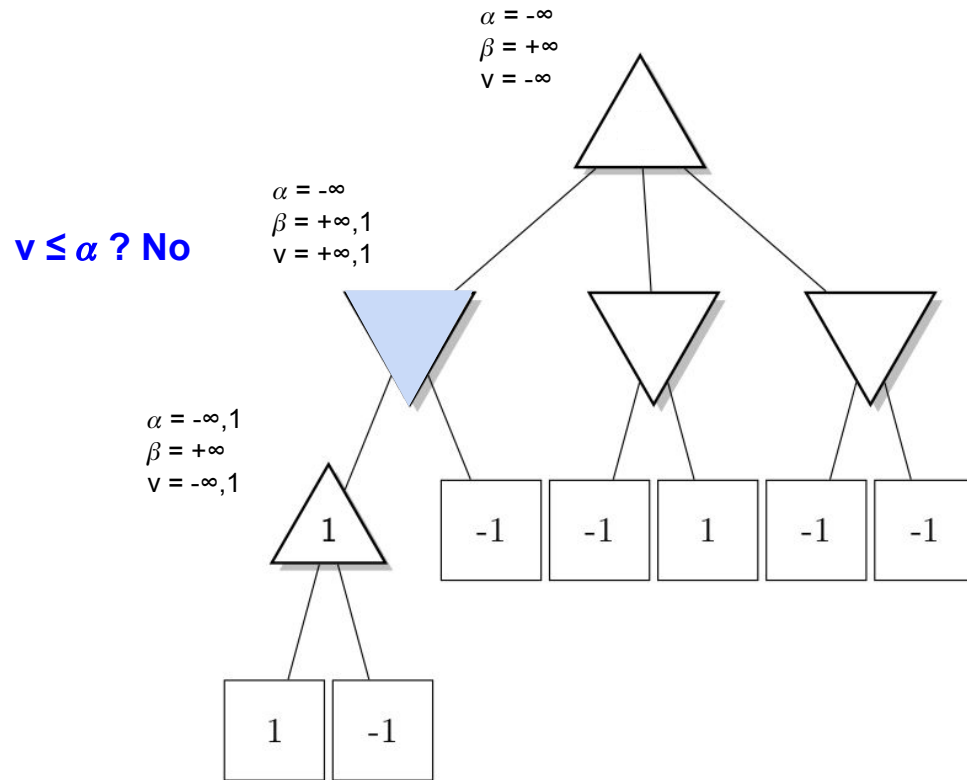 α = -∞
β = +∞
v = -∞
α = -∞
β = +∞,1
v = +∞,1
v ≤ α ? No
α = -∞,1
β = +∞
v = -∞,1
1
-1
-1
1
-1
-1
1
-1